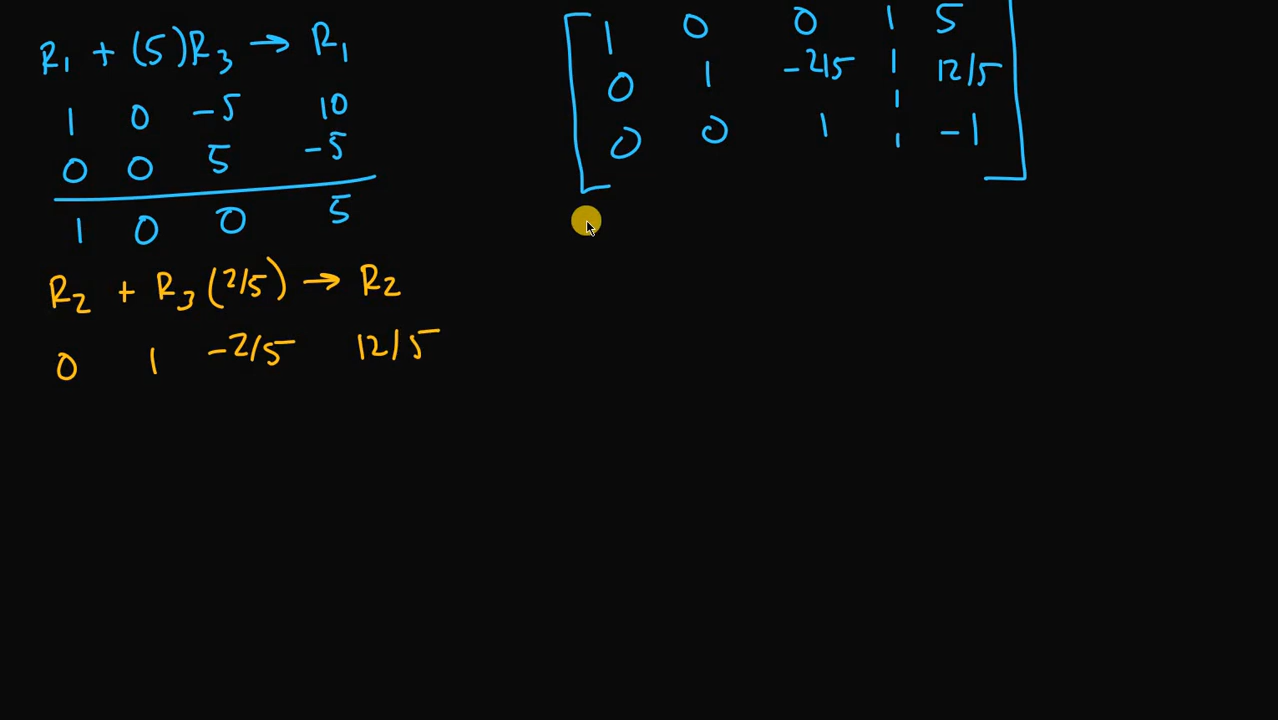 R1 + (5)R3 → R1
1 0 -5 10
0 0 5 -5
1 0 0 5
R2 + R3 (2/5) → R2
0 1 -2/5 12/5
1 0 0 | 5
0 1 -2/5 | 12/5
0 0 1 | -1